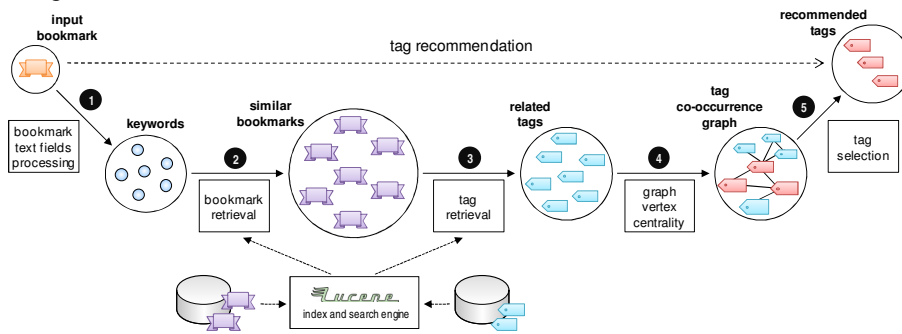 input
bookmark
tag recommendation
recommended
tags
1
bookmark
text fields
processing
keywords
2
bookmark
retrieval
similar
bookmarks
3
tag
retrieval
related
tags
4
graph
vertex
centrality
tag
co-occurrence
graph
5
tag
selection
Lucene
index and search engine